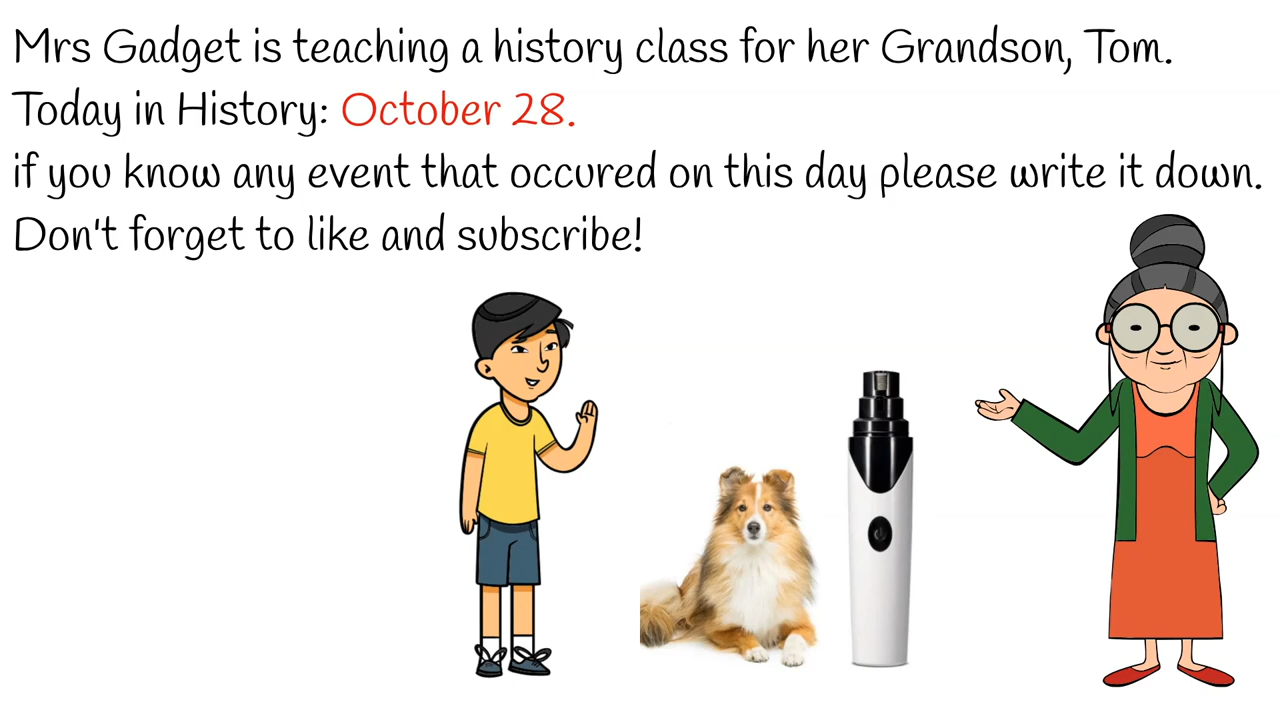 Mrs Gadget is teaching a history class for her Grandson, Tom.
Today in History: October 28.
if you know any event that occured on this day please write it down.
Don't forget to like and subscribe!